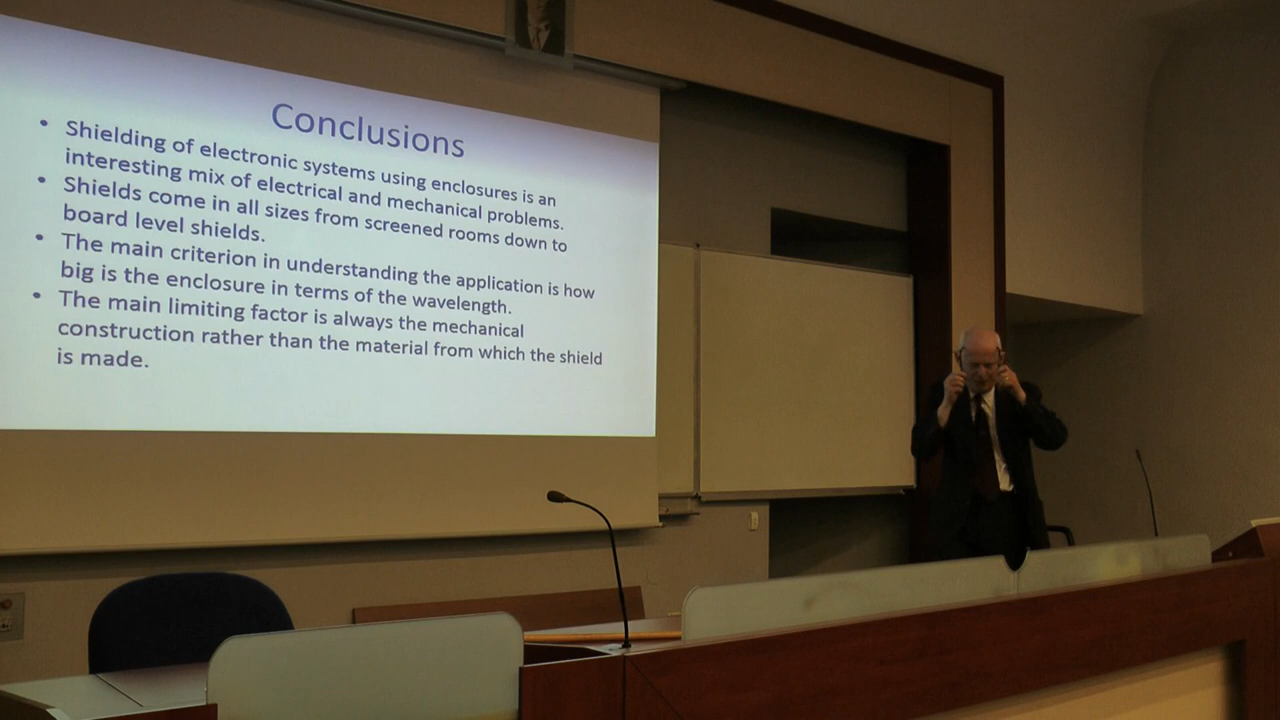 Conclusions
• Shielding of electronic systems using enclosures is an
interesting mix of electrical and mechanical problems.
• Shields come in all sizes from screened rooms down to
board level shields.
• The main criterion in understanding the application is how
big is the enclosure in terms of the wavelength.
• The main limiting factor is always the mechanical
construction rather than the material from which the shield
is made.